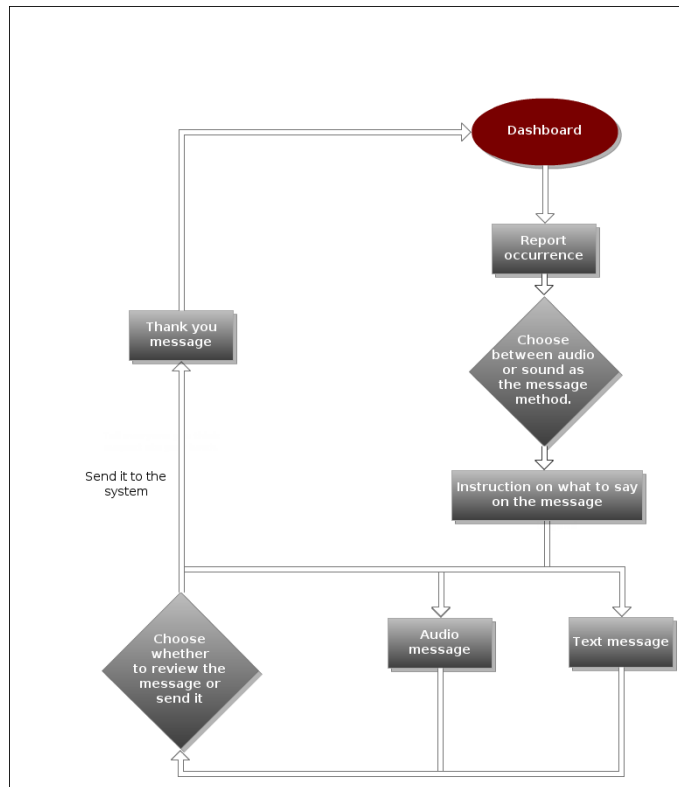 Dashboard
Report
occurrence
Choose
between audio
or sound as
the message
method.
Instruction on what to say
on the message
Audio
message
Text message
Choose
whether
to review the
message or
send it
Send it to the
system
Thank you
message